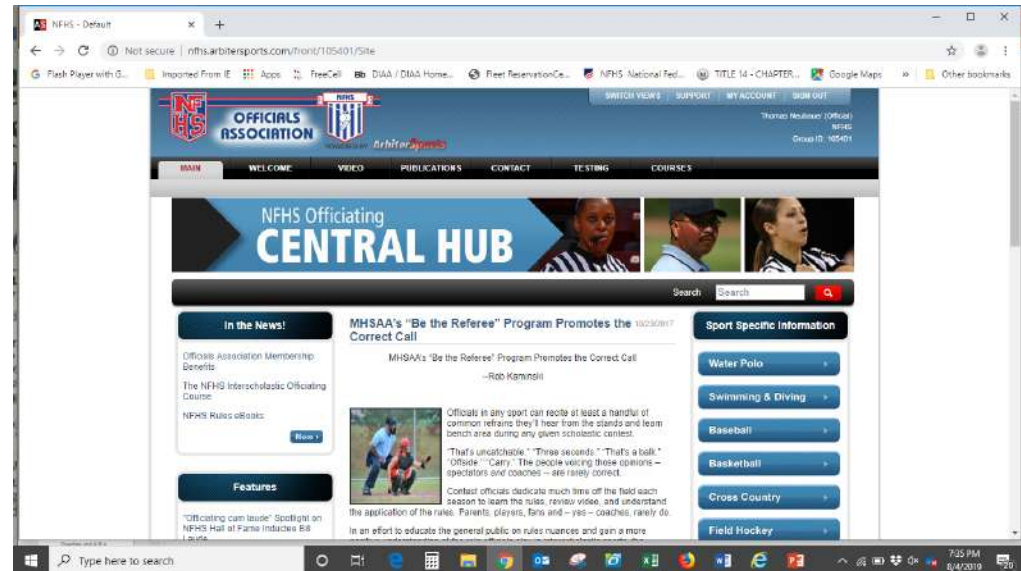 NFHS - Default
Not secure | nfhs.arbitersports.com/front/105401/Site
Flash Player with G... Imported From IE Apps FreeCell Bb DIAA / DIAA Home... Fleet ReservationCe... NFHS National Fed... TITLE 14 - CHAPTER... Google Maps » Other bookmarks
SWITCH VIEWS SUPPORT MY ACCOUNT SIGN OUT
NF HS OFFICIALS ASSOCIATION NFHS ArbiterSports
Thomas Neubauer (Official)
NFHS
Group ID: 105401
MAIN WELCOME VIDEO PUBLICATIONS CONTACT TESTING COURSES
NFHS Officiating
CENTRAL HUB
Search Search
In the News!
Officials Association Membership
Benefits
The NFHS Interscholastic Officiating
Course
NFHS Rules eBooks
More
Features
"Officiating cum laude" Spotlight on
NFHS Hall of Fame Inductee Bill
MHSAA's "Be the Referee" Program Promotes the
Correct Call
MHSAA's "Be the Referee" Program Promotes the Correct Call
--Rob Kaminski
Officials in any sport can recite at least a handful of
common refrains they'll hear from the stands and team
bench area during any given scholastic contest.
"That's uncatchable." "Three seconds." "That's a balk."
"Offside." "Carry." The people voicing those opinions –
spectators and coaches – are rarely correct.
Contest officials dedicate much time off the field each
season to learn the rules, review video, and understand
the application of the rules. Parents, players, fans and – yes – coaches, rarely do.
In an effort to educate the general public on rules nuances and gain a more
Sport Specific Information
Water Polo
Swimming & Diving
Baseball
Basketball
Cross Country
Field Hockey
Type here to search
7:35 PM
8/4/2019